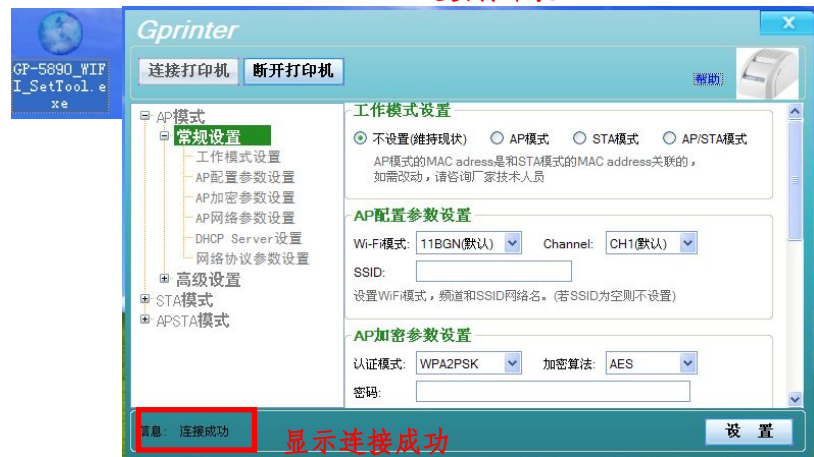 GP-5890_WIF
I_SetTool.e
xe
Gprinter
X
连接打印机 断开打印机
帮助
AP模式
常规设置
工作模式设置
AP配置参数设置
AP加密参数设置
AP网络参数设置
DHCP Server设置
网络协议参数设置
高级设置
STA模式
APSTA模式
工作模式设置
不设置(维持现状) AP模式 STA模式 AP/STA模式
AP模式的MAC adress是和STA模式的MAC address关联的，
如需改动，请咨询厂家技术人员
AP配置参数设置
Wi-Fi模式: 11BGN(默认) Channel: CH1(默认)
SSID:
设置WiFi模式，频道和SSID网络名。(若SSID为空则不设置)
AP加密参数设置
认证模式: WPA2PSK 加密算法: AES
密码:
信息: 连接成功
显示连接成功
设 置